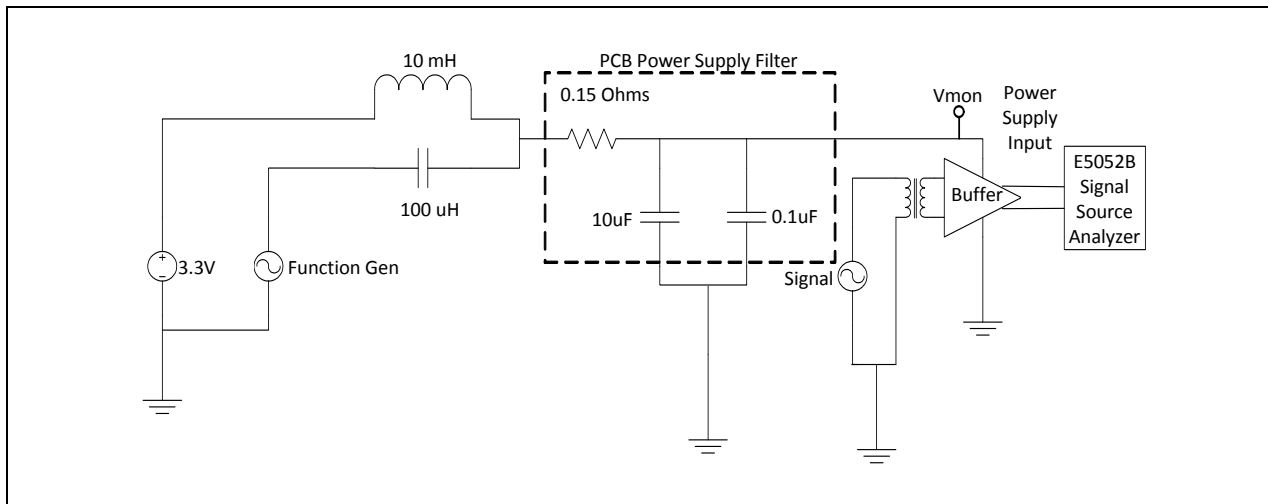 10 mH
PCB Power Supply Filter
0.15 Ohms
Vmon
Power
Supply
Input
E5052B
Signal
Source
Analyzer
Buffer
100 uH
10uF
0.1uF
+
-
3.3V
Function Gen
Signal